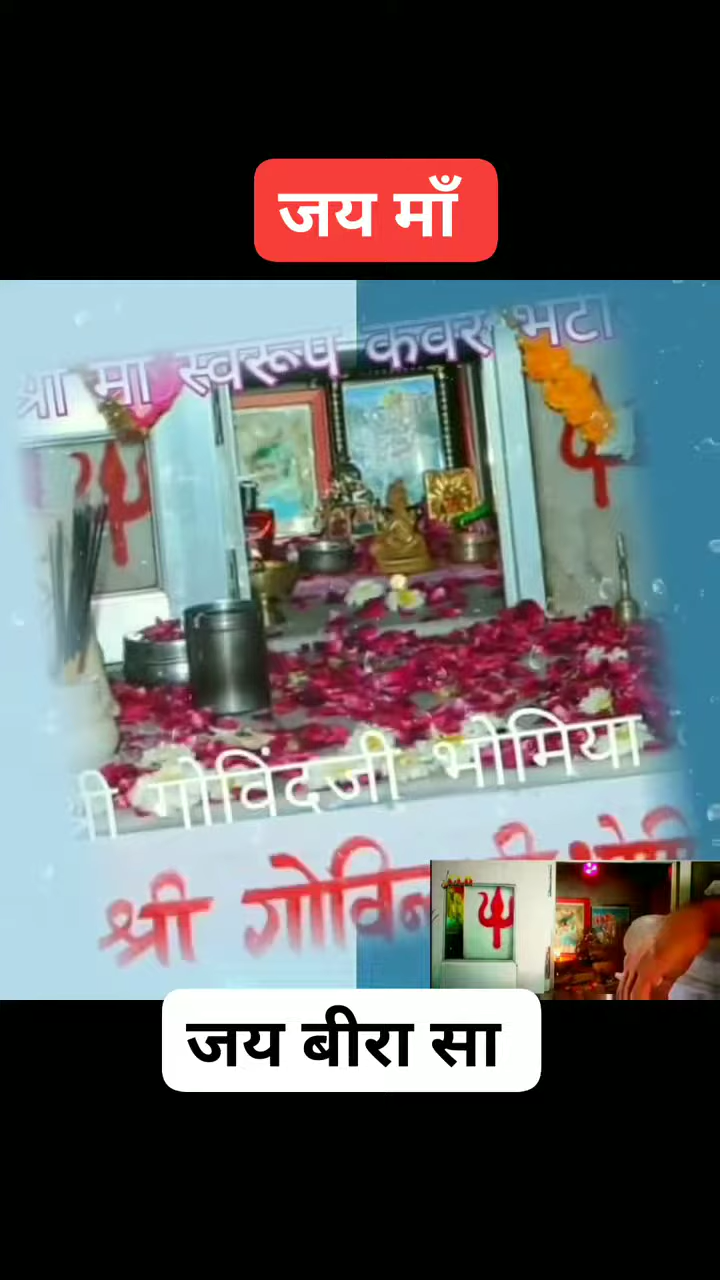 जय माँ
श्री मां स्वरूप कवर भटी
श्री गोविंदजी भोमिया
श्री गोविन
जय बीरा सा